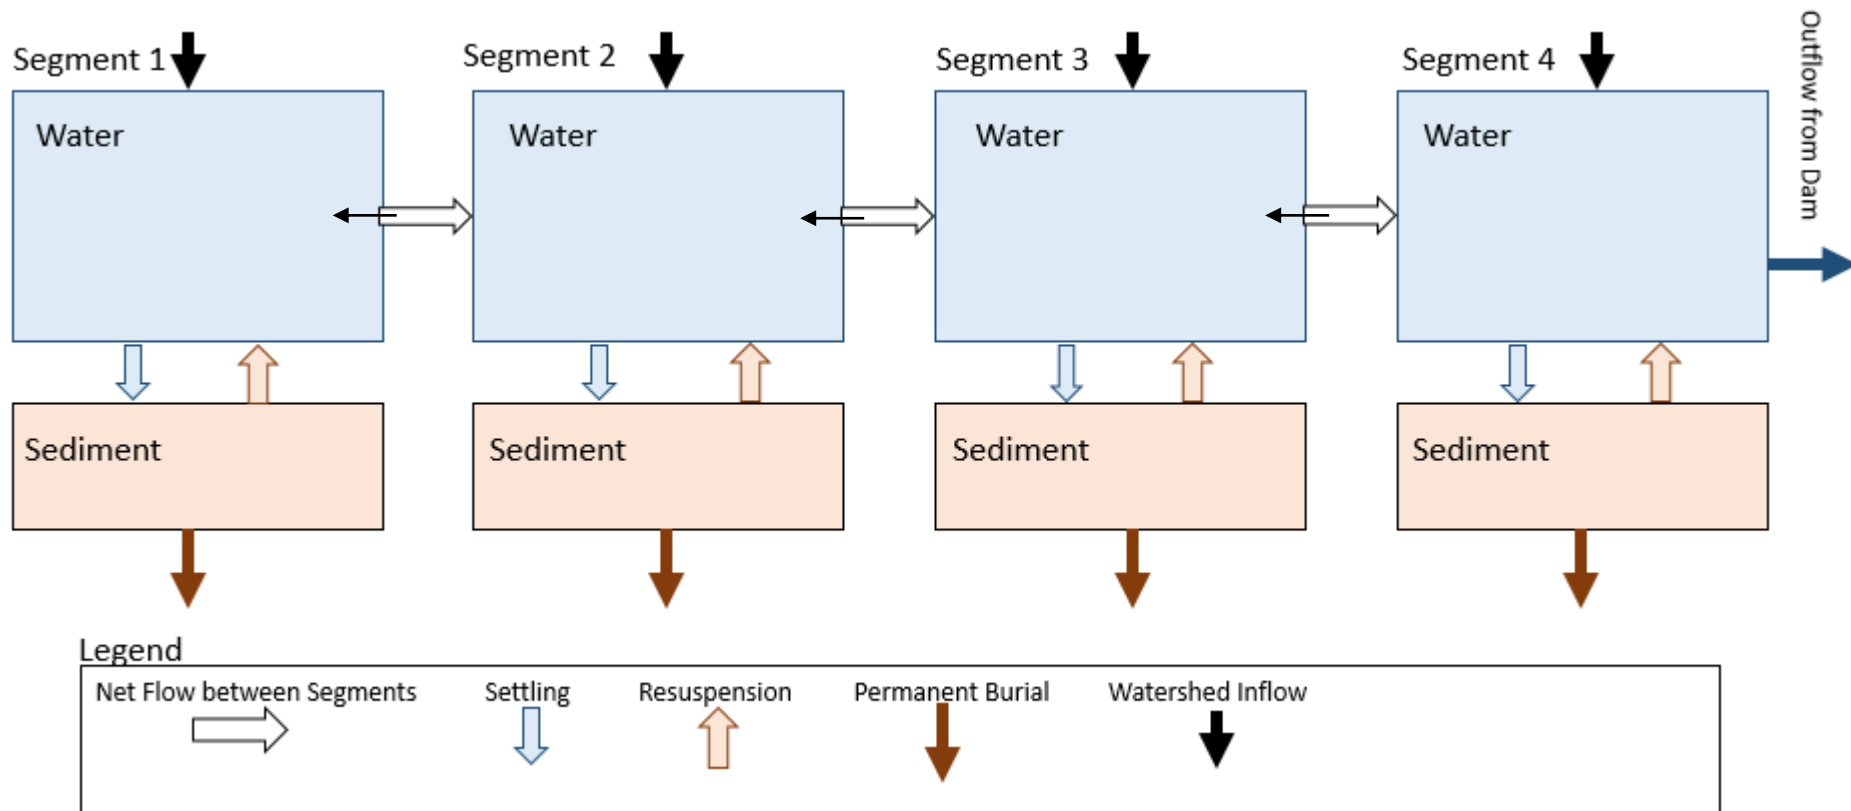 Segment 1
Segment 2
Segment 3
Segment 4
Outflow from Dam
Water
Water
Water
Water
Sediment
Sediment
Sediment
Sediment
Legend
Net Flow between Segments
Settling
Resuspension
Permanent Burial
Watershed Inflow